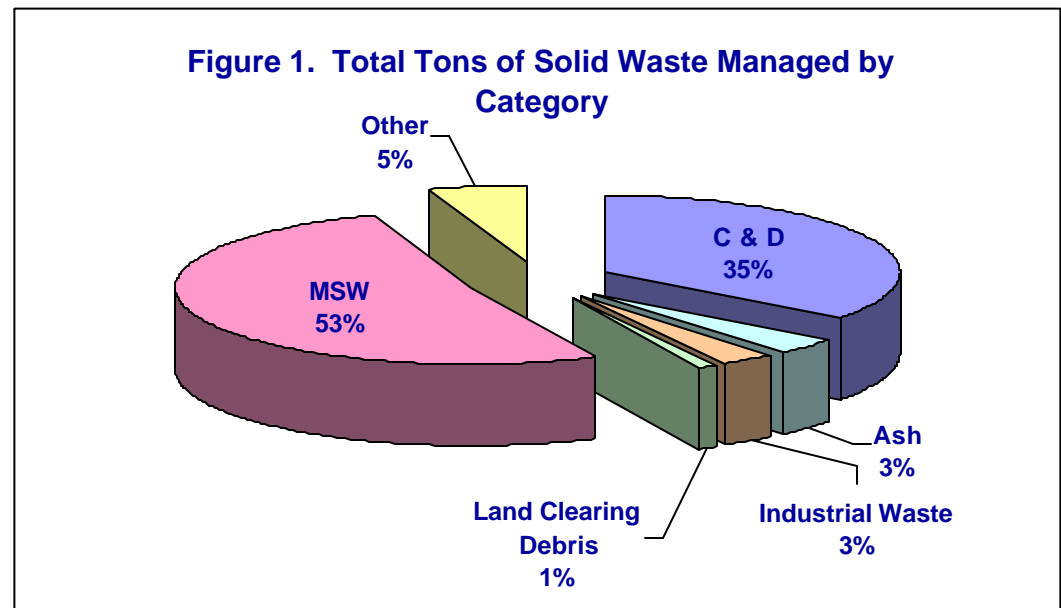 Figure 1. Total Tons of Solid Waste Managed by
Category
Other
5%
C & D
35%
MSW
53%
Ash
3%
Land Clearing
Debris
1%
Industrial Waste
3%